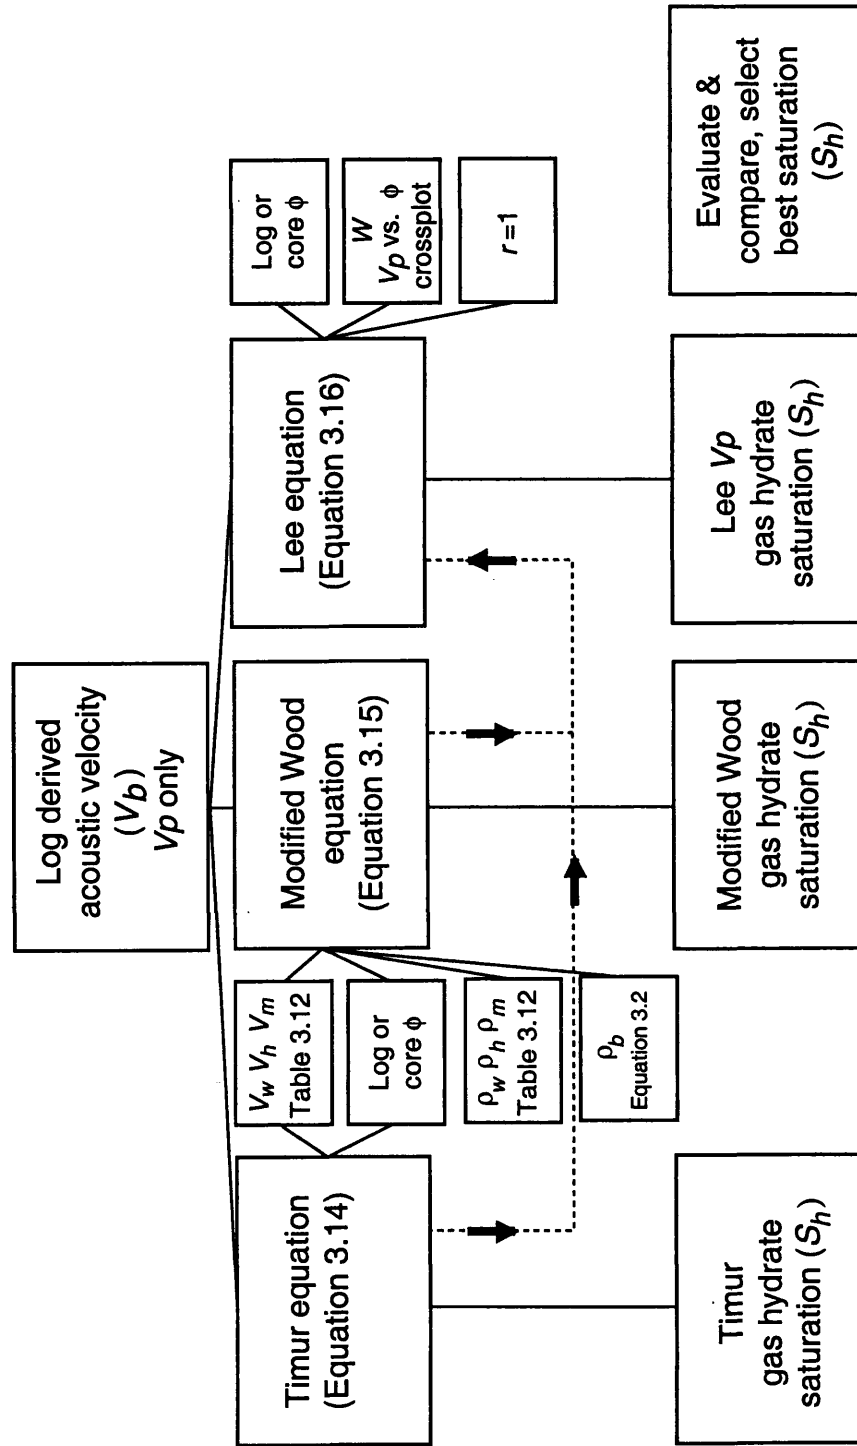 Log derived
acoustic velocity
(Vb)
Vp only
Timur equation
(Equation 3.14)
Vw Vh Vm
Table 3.12
Log or
core ϕ
ρw ρh ρm
Table 3.12
ρb
Equation 3.2
Modified Wood
equation
(Equation 3.15)
Lee equation
(Equation 3.16)
Log or
core ϕ
W
Vp vs. ϕ
crossplot
r=1
Timur
gas hydrate
saturation (Sh)
Modified Wood
gas hydrate
saturation (Sh)
Lee Vp
gas hydrate
saturation (Sh)
Evaluate &
compare, select
best saturation
(Sh)